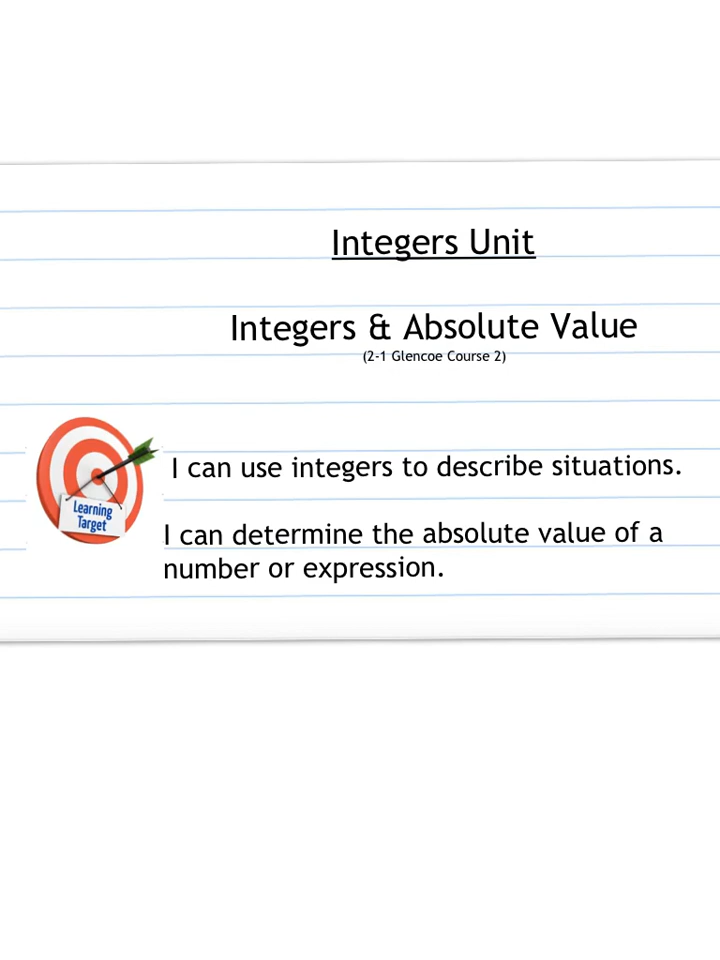 Integers Unit
Integers & Absolute Value
(2-1 Glencoe Course 2)
I can use integers to describe situations.
Learning
Target
I can determine the absolute value of a
number or expression.